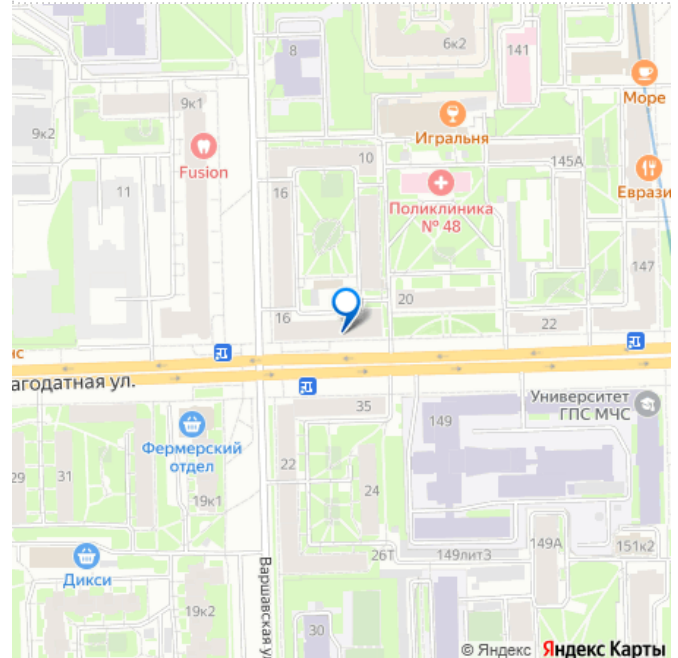 8
6к2
141
Море
9к1
9к2
Fusion
Игральня
10
145А
11
16
Поликлиника
№ 48
Еврази
147
20
16
22
нс
агодатная ул.
35
Университет
ГПС МЧС
149
Фермерский
отдел
29
31
22
24
19к1
26Т
149лит3
149А
151к2
Дикси
Варшавская у
19к2
30
© Яндекс Яндекс Карты